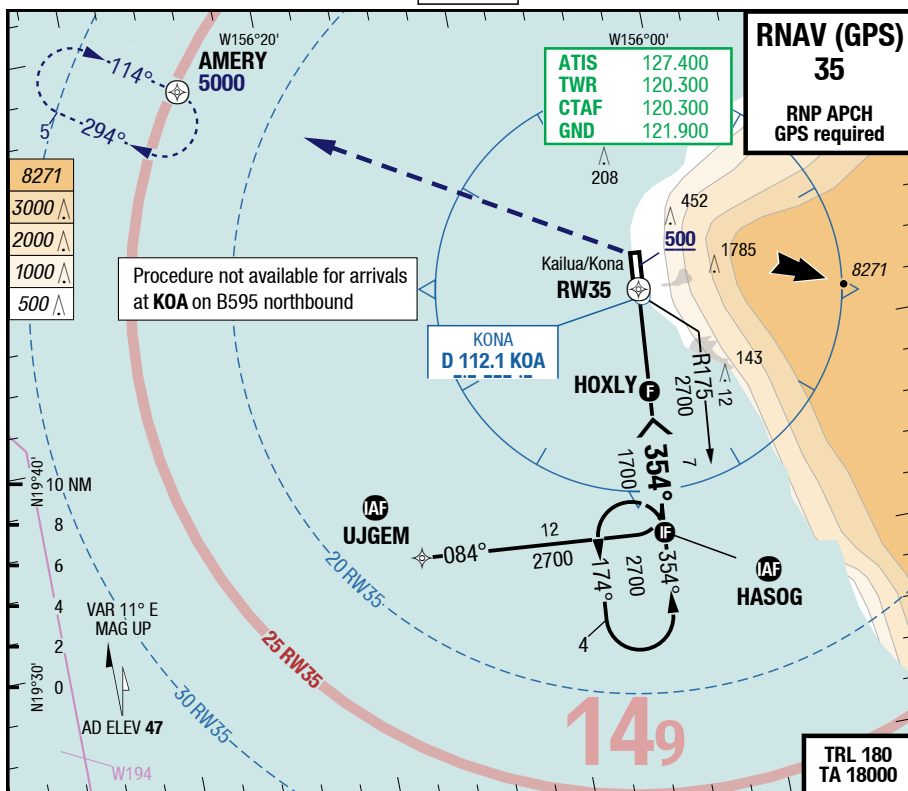 RNAV (GPS)
35
RNP APCH
GPS required
W156°20'
W156°00'
AMERY
5000
114°
294°
5
ATIS 127.400
TWR 120.300
CTAF 120.300
GND 121.900
208
452
500
1785
8271
8271
3000
2000
1000
500
Procedure not available for arrivals
at KOA on B595 northbound
Kailua/Kona
RW35
KONA
D 112.1 KOA
143
R175
2700
12
7
HOXLY
F
354°
1700
N19°40'
10 NM
8
6
4
2
0
N19°30'
IAF
UJGEM
084°
12
2700
IF
IAF
HASOG
174°
2700
354°
4
20 RW35
25 RW35
30 RW35
VAR 11° E
MAG UP
AD ELEV 47
W194
149
TRL 180
TA 18000